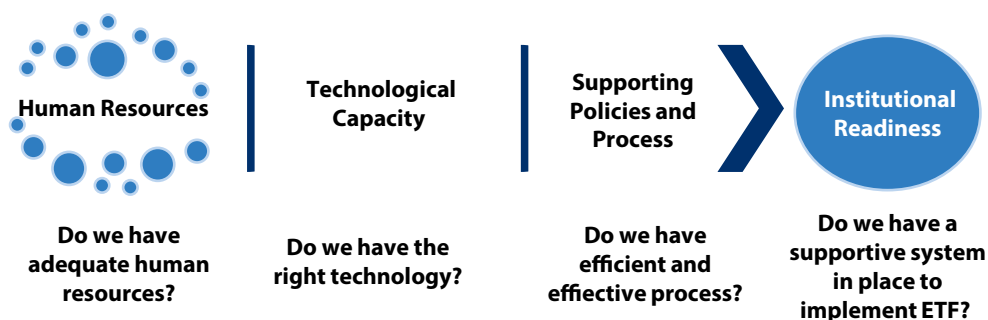 Human Resources
Technological
Capacity
Supporting
Policies and
Process
Institutional
Readiness
Do we have
adequate human
resources?
Do we have the
right technology?
Do we have
efficient and
effiective process?
Do we have a
supportive system
in place to
implement ETF?